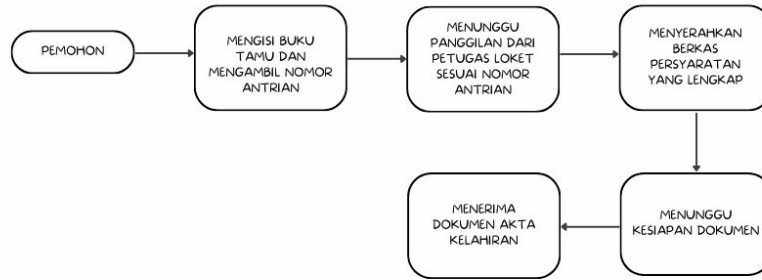 PEMOHON
MENGISI BUKU
TAMU DAN
MENGAMBIL NOMOR
ANTRIAN
MENUNGGU
PANGGILAN DARI
PETUGAS LOKET
SESUAI NOMOR
ANTRIAN
MENYERAHKAN
BERKAS
PERSYARATAN
YANG LENGKAP
MENUNGGU
KESIAPAN DOKUMEN
MENERIMA
DOKUMEN AKTA
KELAHIRAN